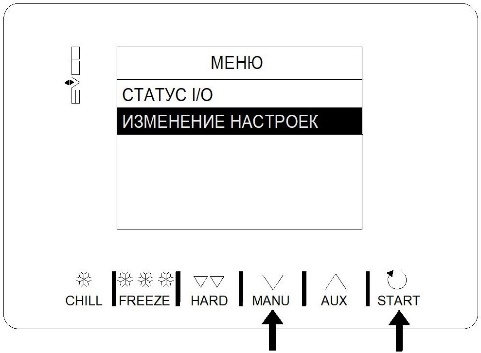 МЕНЮ
СТАТУС I/O
ИЗМЕНЕНИЕ НАСТРОЕК
CHILL FREEZE HARD MANU AUX START